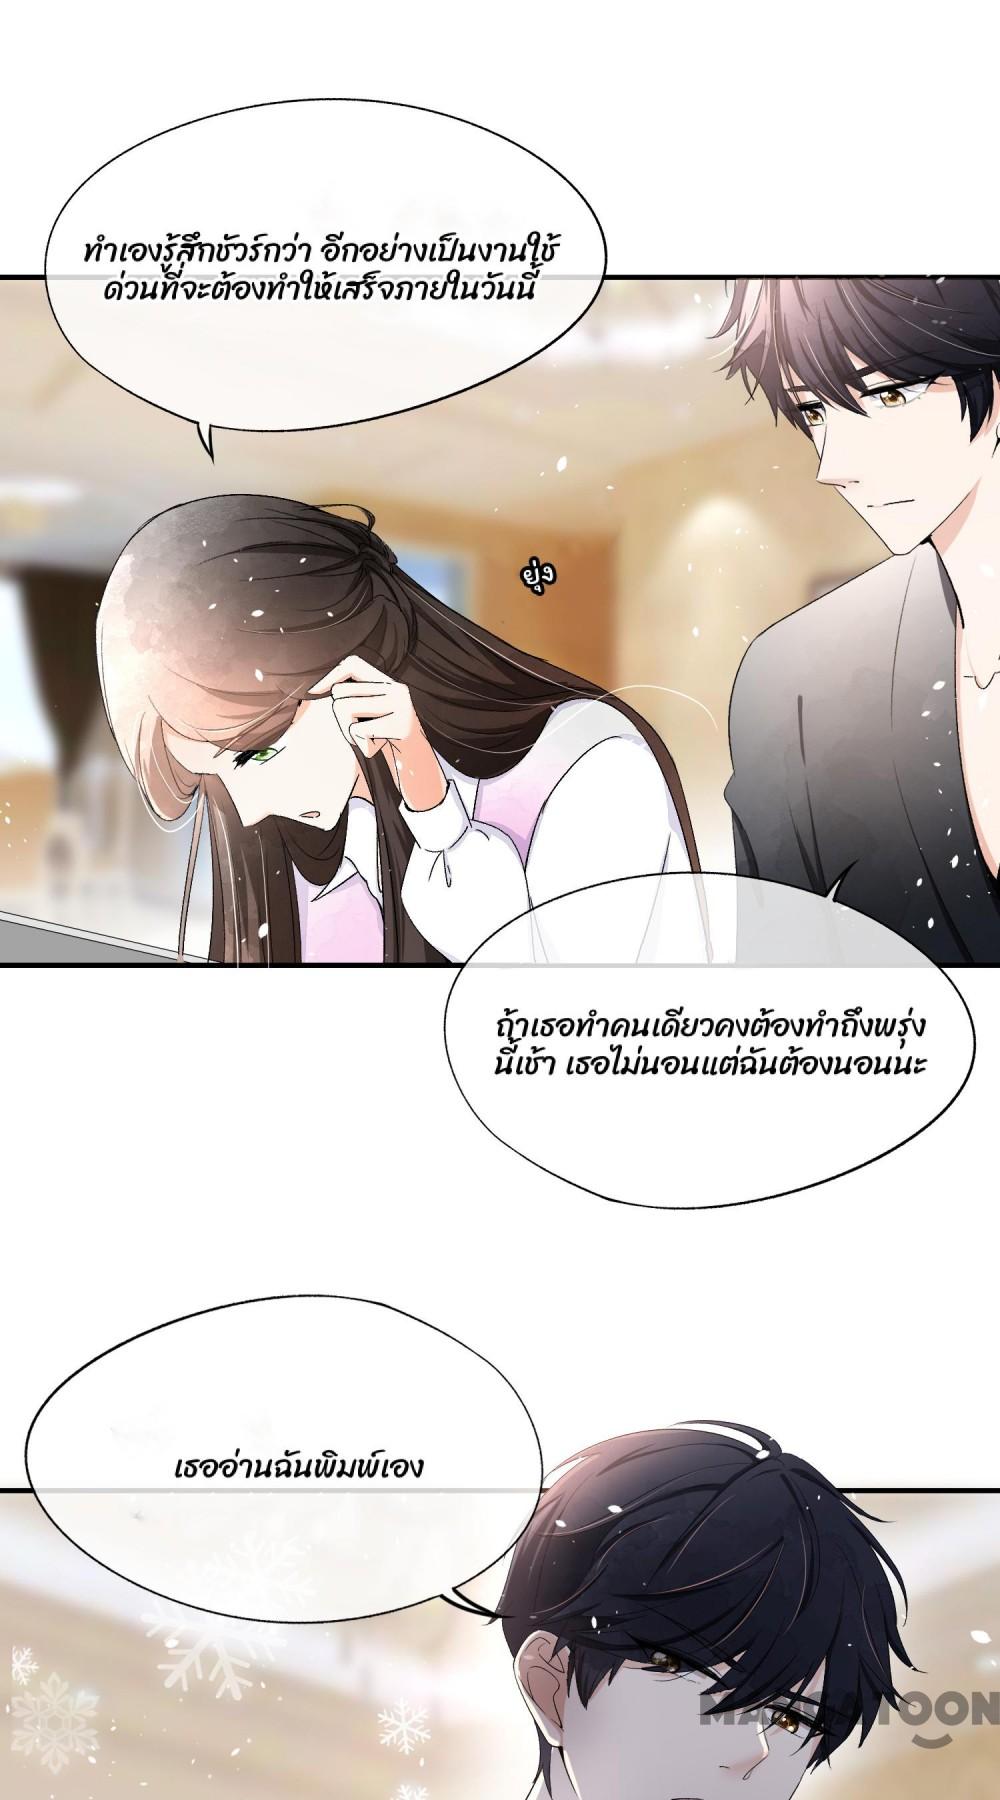 ทำเองรู้สึกชัวร์กว่า อีกอย่างเป็นงานใช้
ด่วนที่จะต้องทำให้เสร็จภายในวันนี้
ยุ่ง
ถ้าเธอทำคนเดียวคงต้องทำถึงพรุ่ง
นี้เช้า เธอไม่นอนแต่ฉันต้องนอนนะ
เธออ่านฉันพิมพ์เอง
MANGATOON